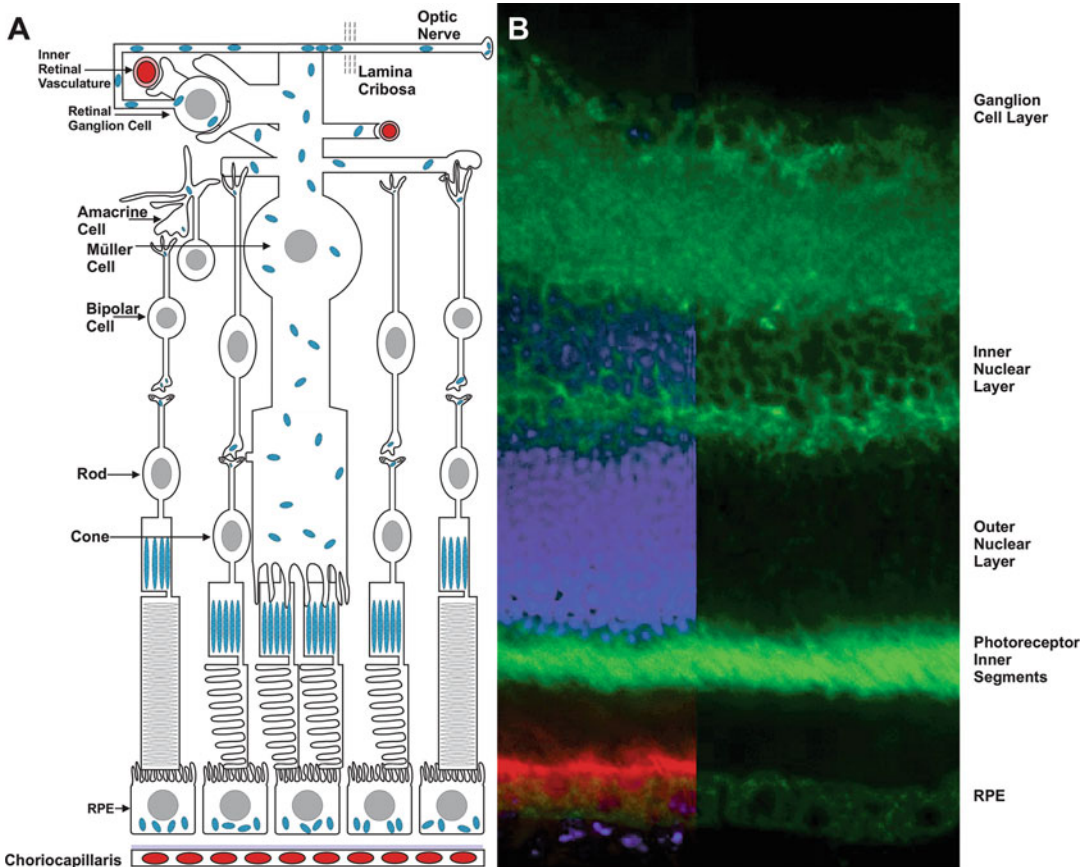 A
Optic
Nerve
Inner
Retinal
Vasculature
Lamina
Cribosa
Retinal
Ganglion Cell
Amacrine
Cell
Müller
Cell
Bipolar
Cell
Rod
Cone
RPE
Choriocapillaris
B
Ganglion
Cell Layer
Inner
Nuclear
Layer
Outer
Nuclear
Layer
Photoreceptor
Inner
Segments
RPE